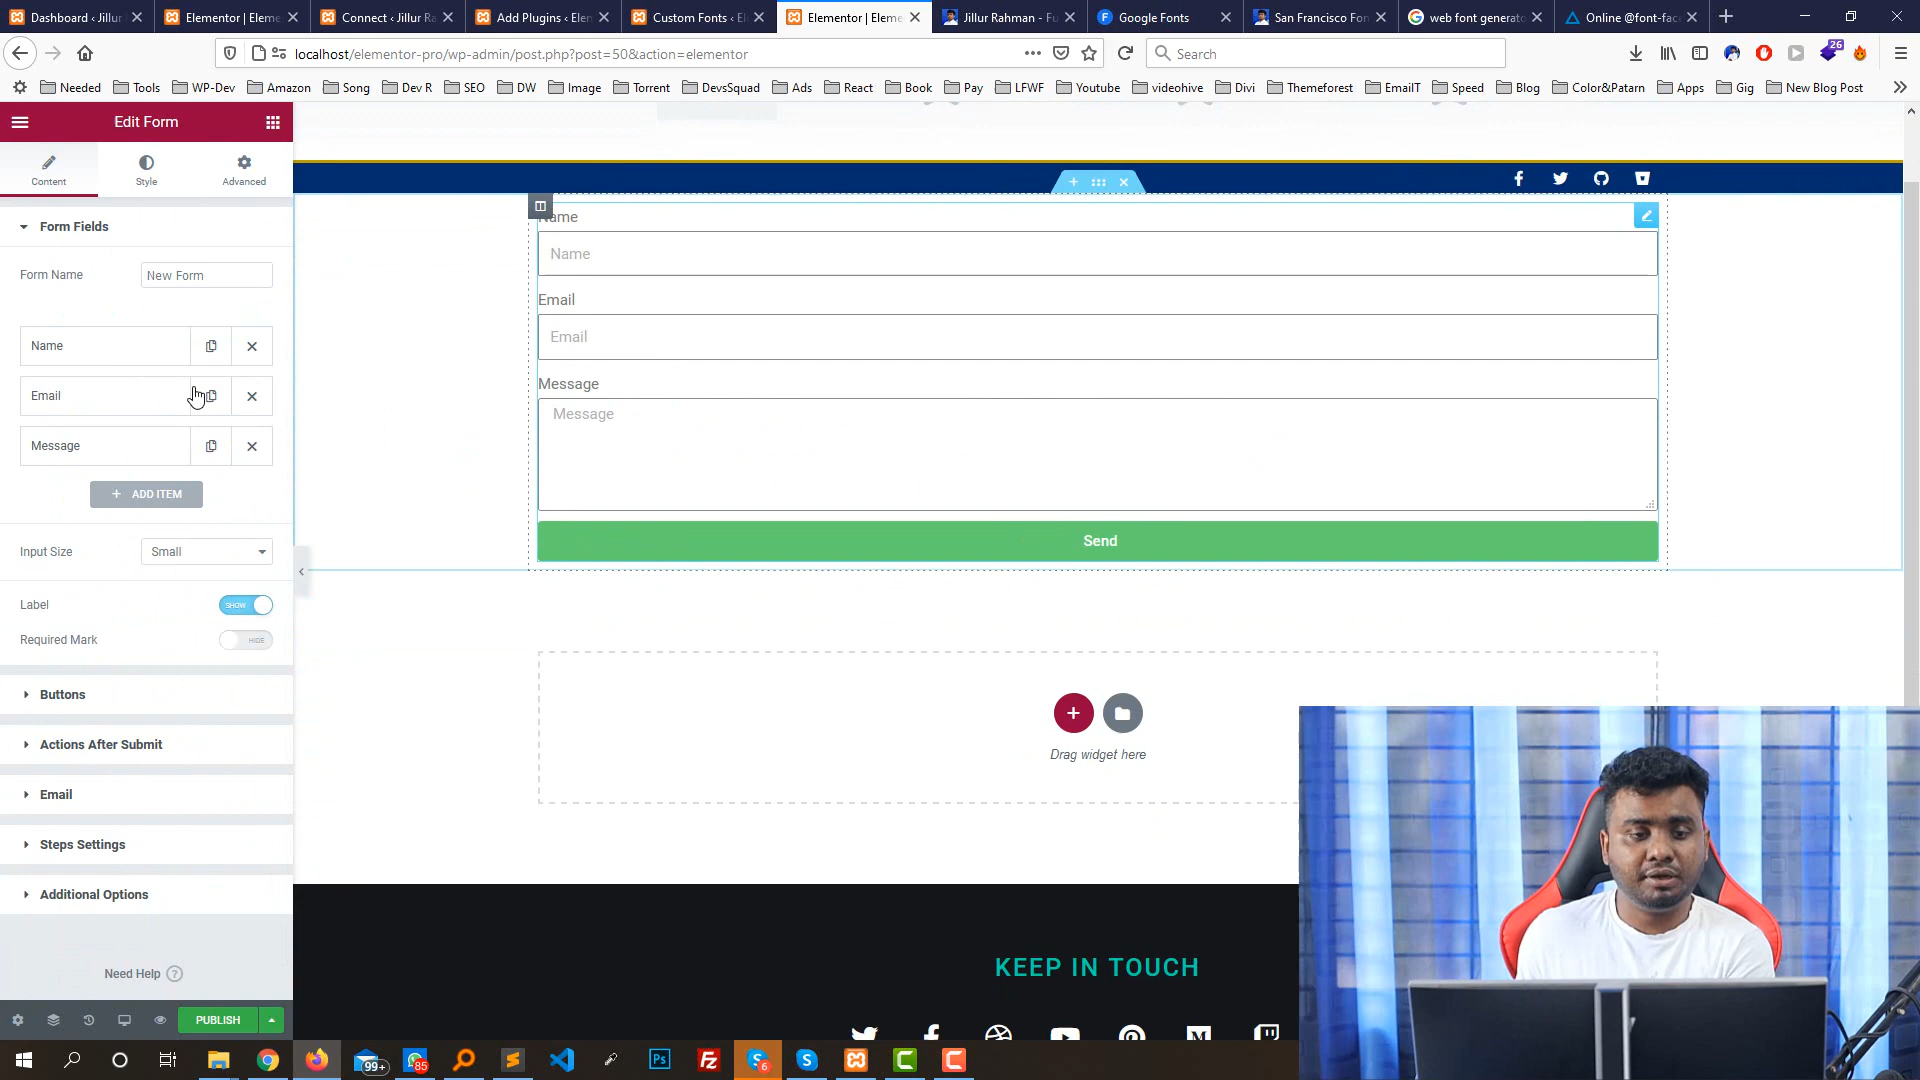 Dashboard ‹ Jillur
Elementor | Eleme
Connect ‹ Jillur Ra
Add Plugins ‹ Elem
Custom Fonts ‹ El
Elementor | Eleme
Jillur Rahman - Fu
Google Fonts
San Francisco Fon
web font generato
Online @font-fac
localhost/elementor-pro/wp-admin/post.php?post=50&action=elementor
Search
26
Needed
Tools
WP-Dev
Amazon
Song
Dev R
SEO
DW
Image
Torrent
DevsSquad
Ads
React
Book
Pay
LFWF
Youtube
videohive
Divi
Themeforest
EmailT
Speed
Blog
Color&Patarn
Apps
Gig
New Blog Post
Edit Form
Content
Style
Advanced
Form Fields
Form Name
New Form
Name
Email
Message
ADD ITEM
Input Size
Small
Label
SHOW
Required Mark
HIDE
Buttons
Actions After Submit
Email
Steps Settings
Additional Options
Need Help ?
PUBLISH
Name
Name
Email
Email
Message
Message
Send
Drag widget here
KEEP IN TOUCH
99+
85
Ps
6